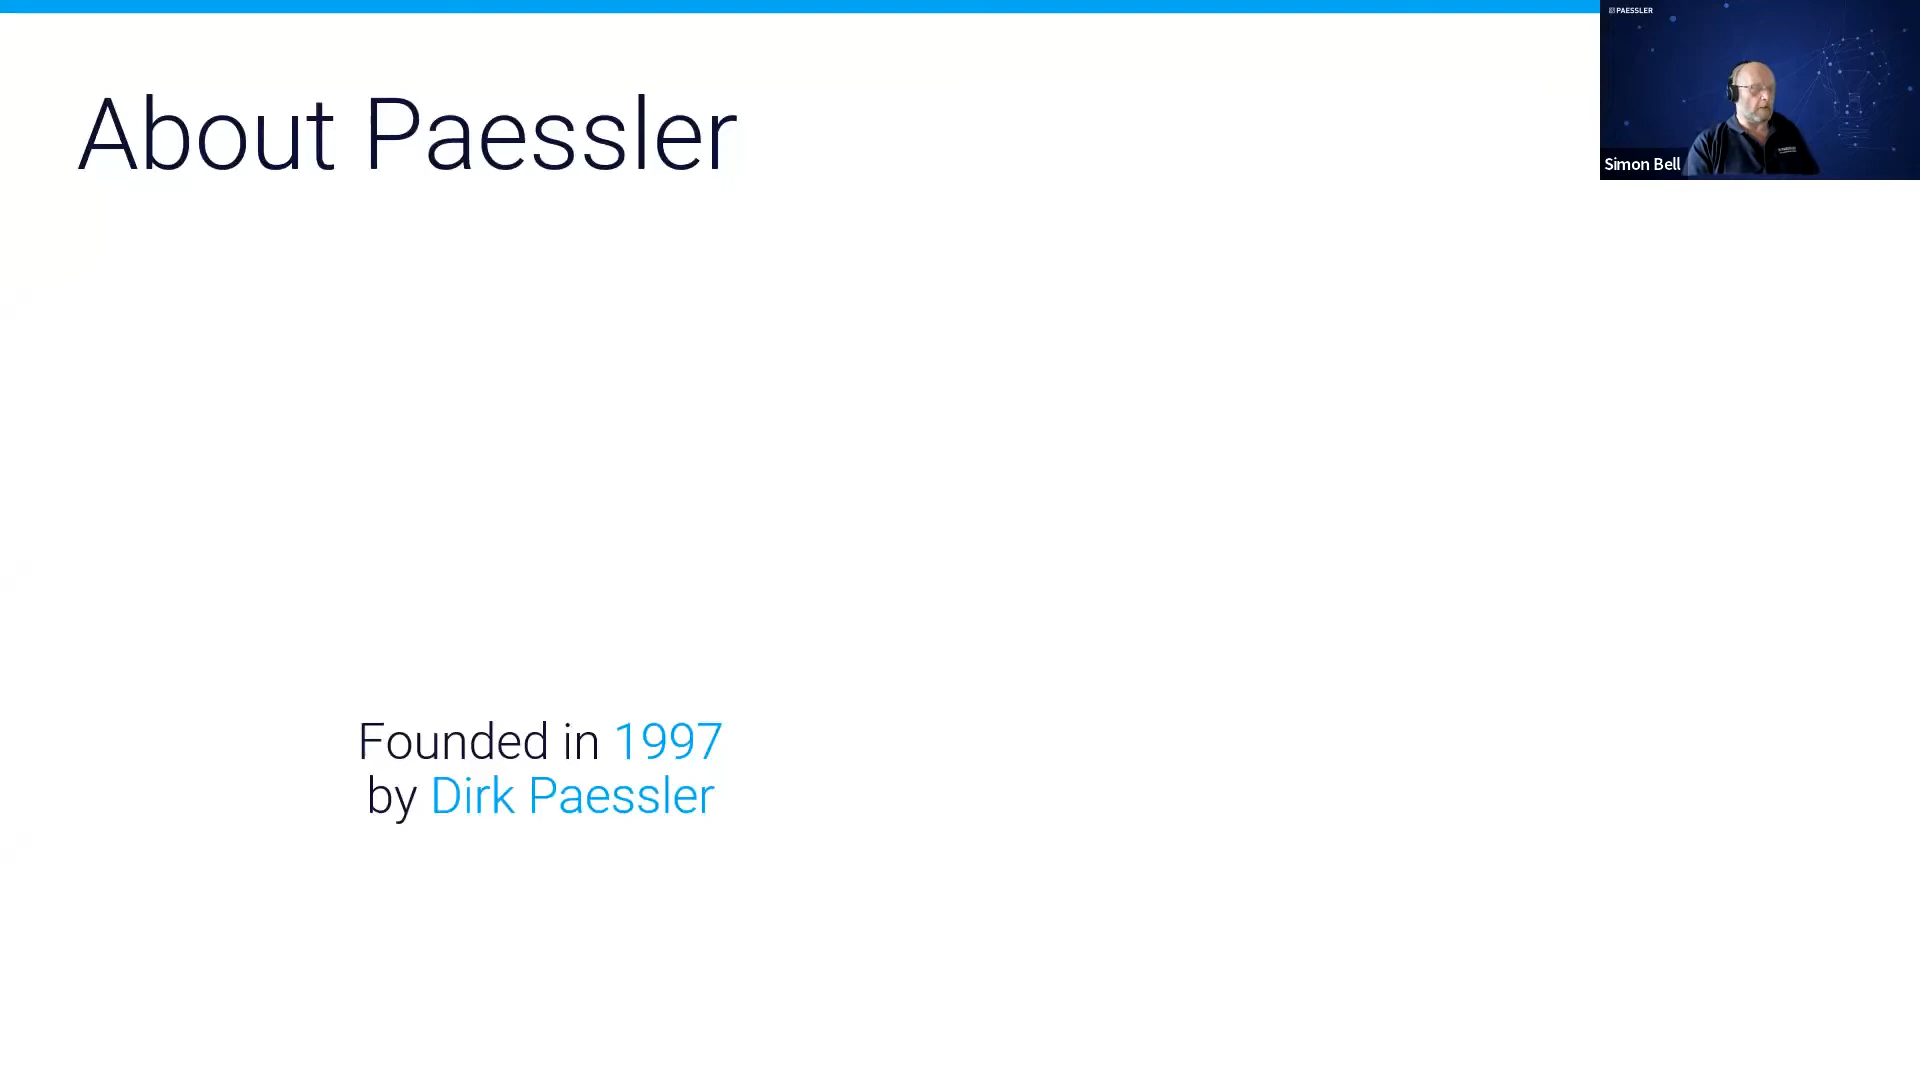 About Paessler
PAESSLER
Simon Bell
Founded in 1997
by Dirk Paessler